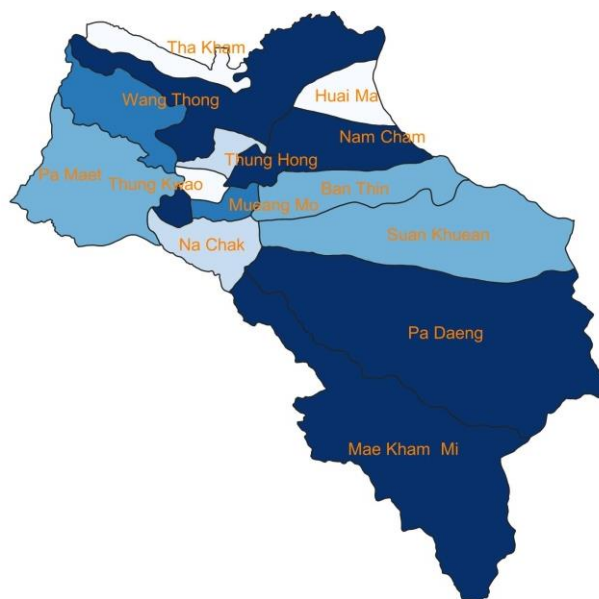 Tha Kham
Wang Thong
Huai Ma
Nam Cham
Thung Hong
Pa Maet
Thung Kwao
Ban Thin
Mueang Mo
Suan Khuean
Na Chak
Pa Daeng
Mae Kham Mi